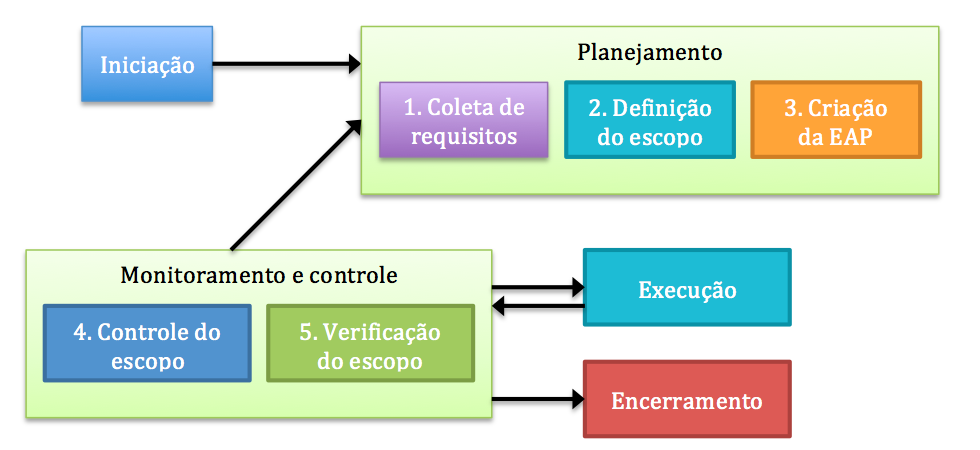 Iniciação
Planejamento
1. Coleta de
requisitos
2. Definição
do escopo
3. Criação
da EAP
Monitoramento e controle
4. Controle do
escopo
5. Verificação
do escopo
Execução
Encerramento